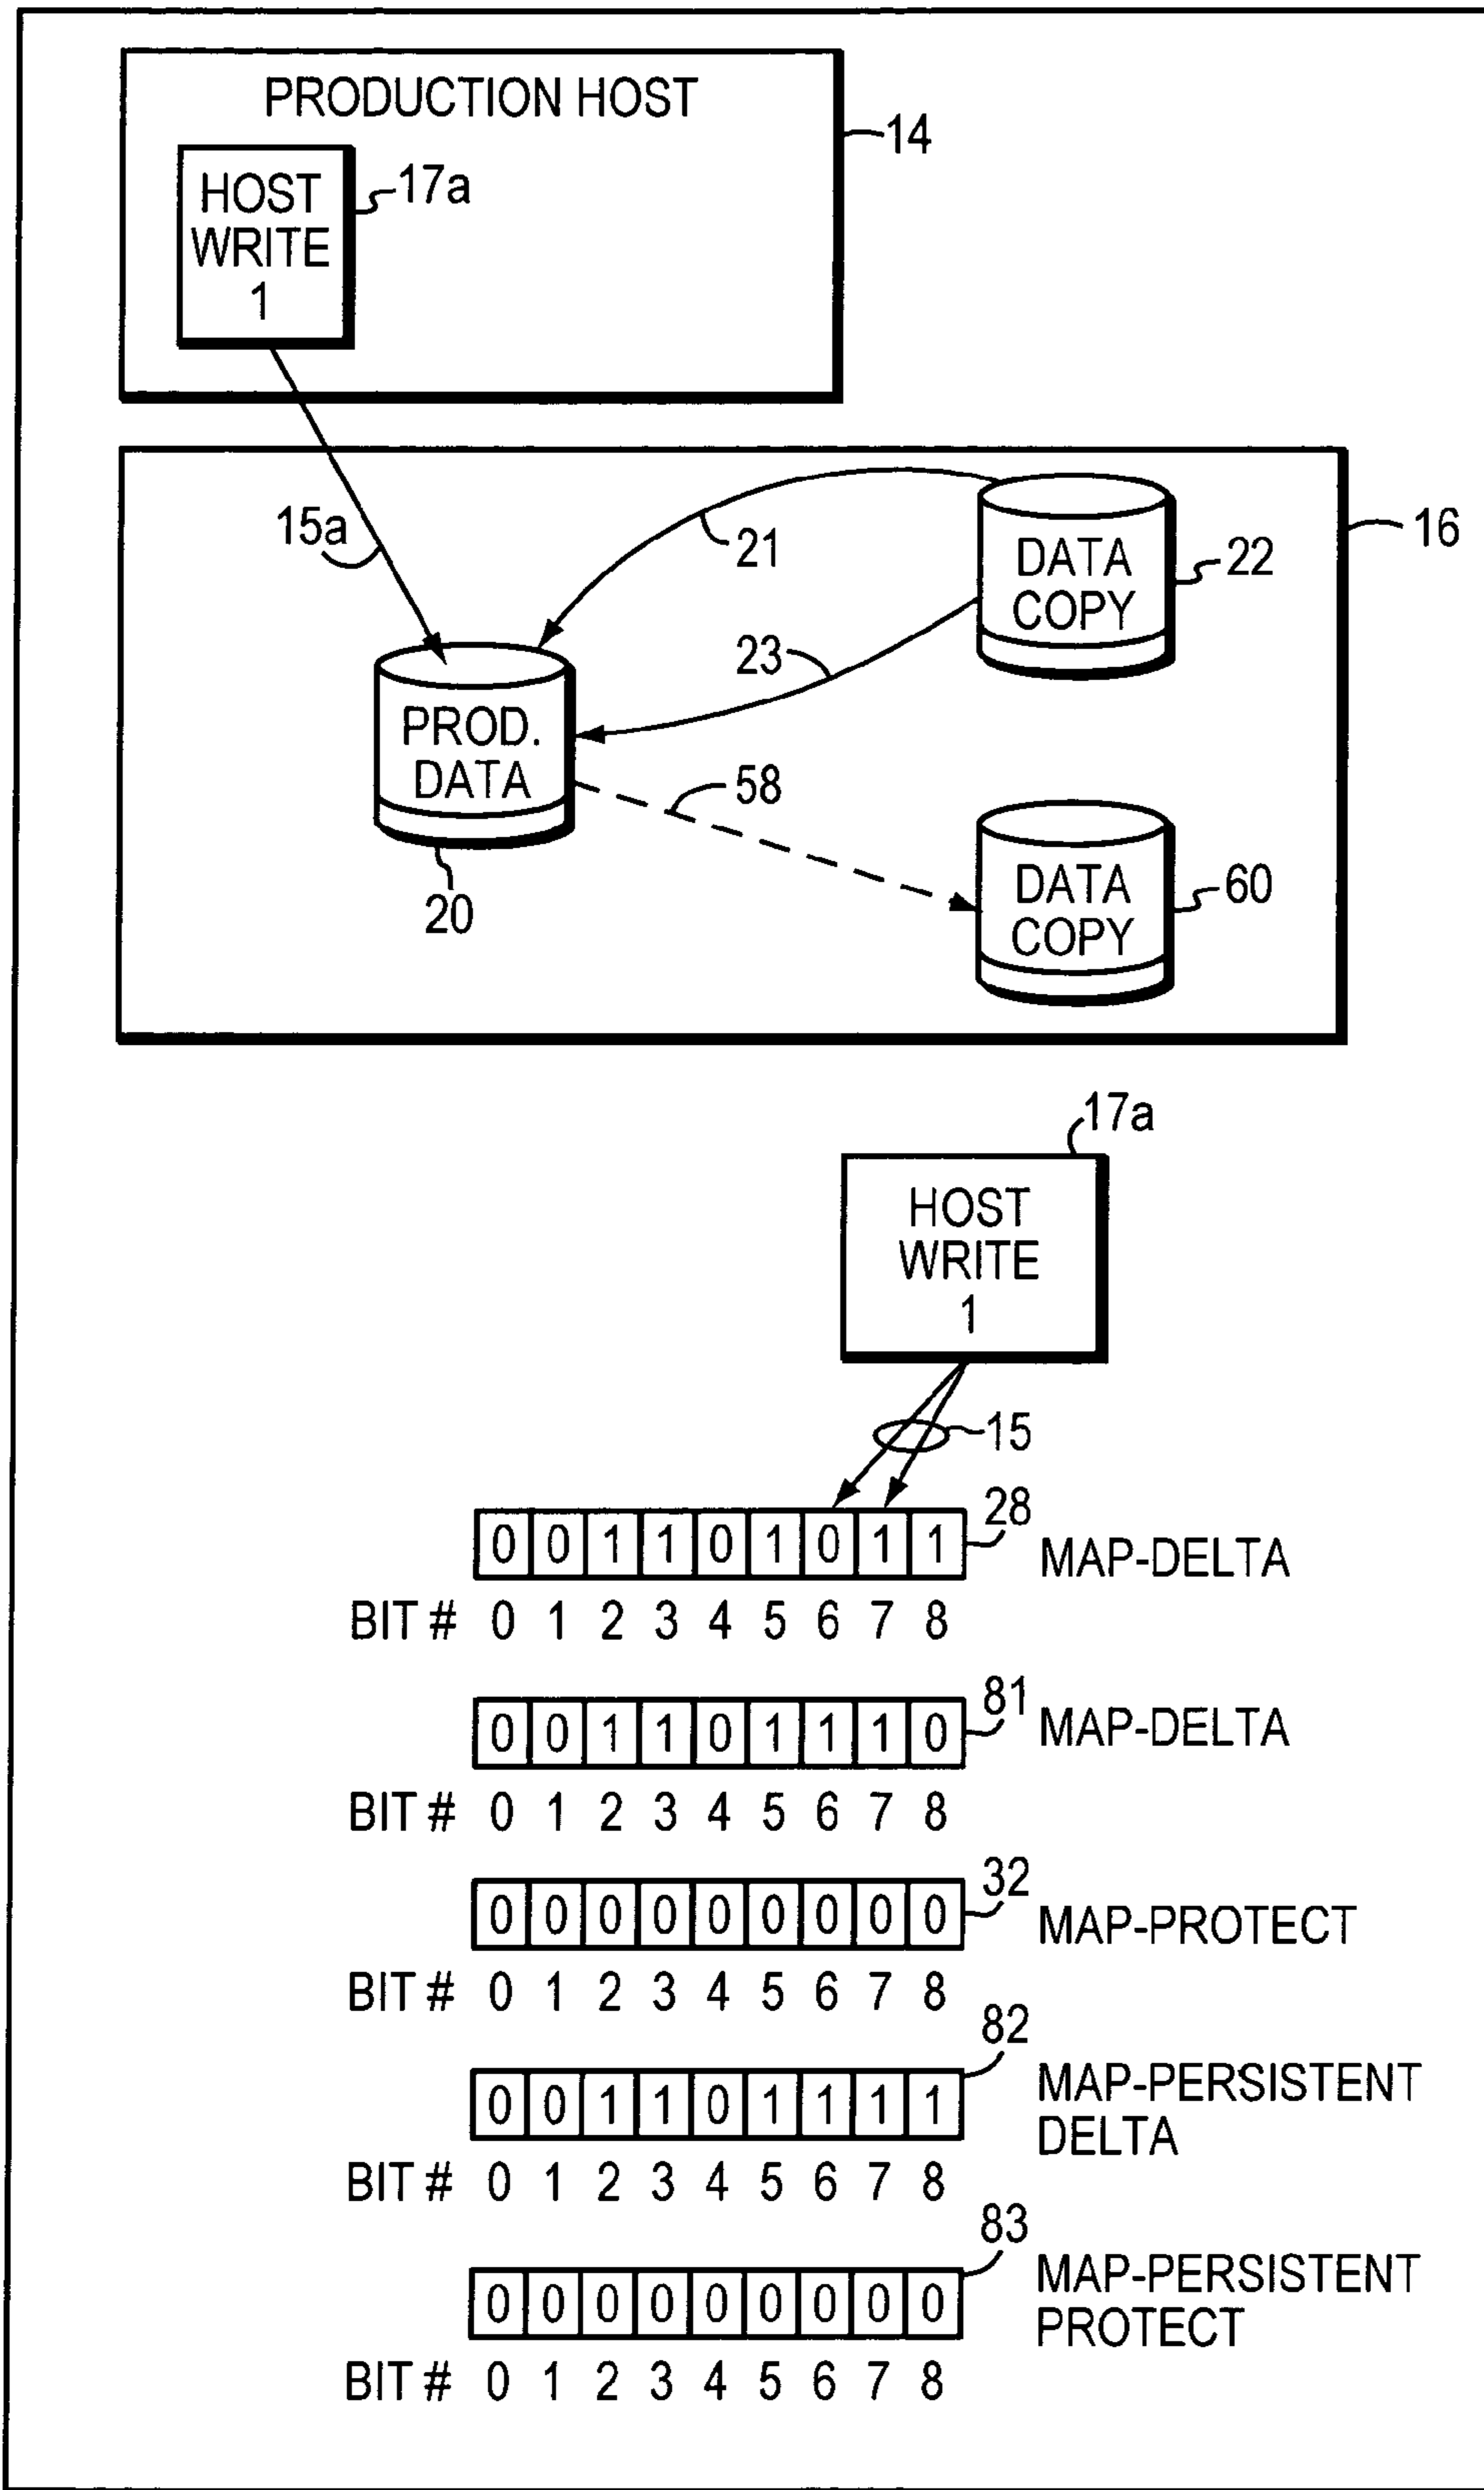 PRODUCTION HOST
14
HOST
WRITE
1
17a
15a
21
DATA
COPY
22
16
23
PROD.
DATA
20
58
DATA
COPY
60
17a
HOST
WRITE
1
15
0 0 1 1 0 1 0 1 1
28
MAP-DELTA
BIT # 0 1 2 3 4 5 6 7 8
0 0 1 1 0 1 1 1 0
81
MAP-DELTA
BIT # 0 1 2 3 4 5 6 7 8
0 0 0 0 0 0 0 0 0
32
MAP-PROTECT
BIT # 0 1 2 3 4 5 6 7 8
0 0 1 1 0 1 1 1 1
82
MAP-PERSISTENT
DELTA
BIT # 0 1 2 3 4 5 6 7 8
0 0 0 0 0 0 0 0 0
83
MAP-PERSISTENT
PROTECT
BIT # 0 1 2 3 4 5 6 7 8